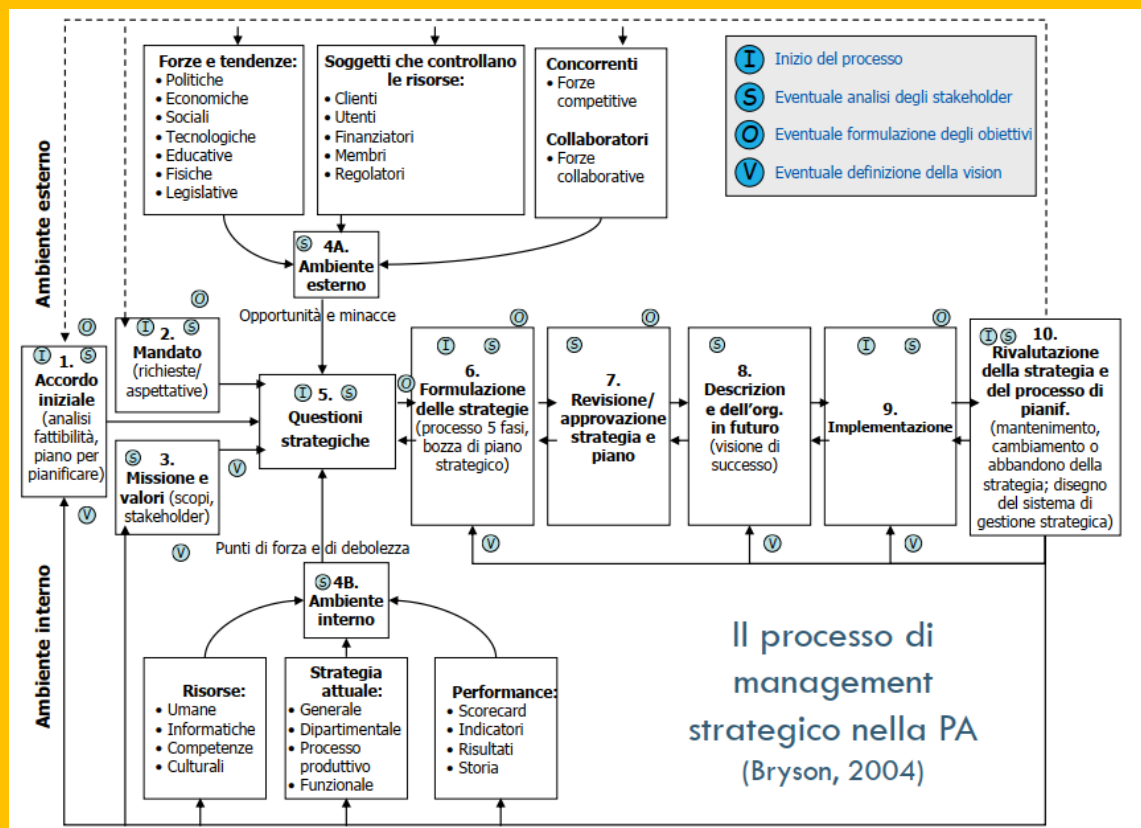 Forze e tendenze:
• Politiche
• Economiche
• Sociali
• Tecnologiche
• Educative
• Fisiche
• Legislative
Soggetti che controllano
le risorse:
• Clienti
• Utenti
• Finanziatori
• Membri
• Regolatori
Concorrenti
• Forze
competitive
Collaboratori
• Forze
collaborative
I Inizio del processo
S Eventuale analisi degli stakeholder
O Eventuale formulazione degli obiettivi
V Eventuale definizione della vision
Ambiente esterno
S 4A.
Ambiente
esterno
Opportunità e minacce
O
I S
1.
Accordo
iniziale
(analisi
fattibilità,
piano per
pianificare)
V
O
I S
2.
Mandato
(richieste/
aspettative)
S
3.
Missione e
valori (scopi,
stakeholder)
V
V
I S
5.
Questioni
strategiche
O
O
I S
6.
Formulazione
delle strategie
(processo 5 fasi,
bozza di piano
strategico)
V
O
S
7.
Revisione/
approvazione
strategia e
piano
S
8.
Descrizion
e dell'org.
in futuro
(visione di
successo)
V
O
I S
9.
Implementazione
V
I S
10.
Rivalutazione
della strategia e
del processo di
pianif.
(mantenimento,
cambiamento o
abbandono della
strategia; disegno
del sistema di
gestione strategica)
Punti di forza e di debolezza
S 4B.
Ambiente
interno
Ambiente interno
Risorse:
• Umane
• Informatiche
• Competenze
• Culturali
Strategia
attuale:
• Generale
• Dipartimentale
• Processo
produttivo
• Funzionale
Performance:
• Scorecard
• Indicatori
• Risultati
• Storia
Il processo di
management
strategico nella PA
(Bryson, 2004)